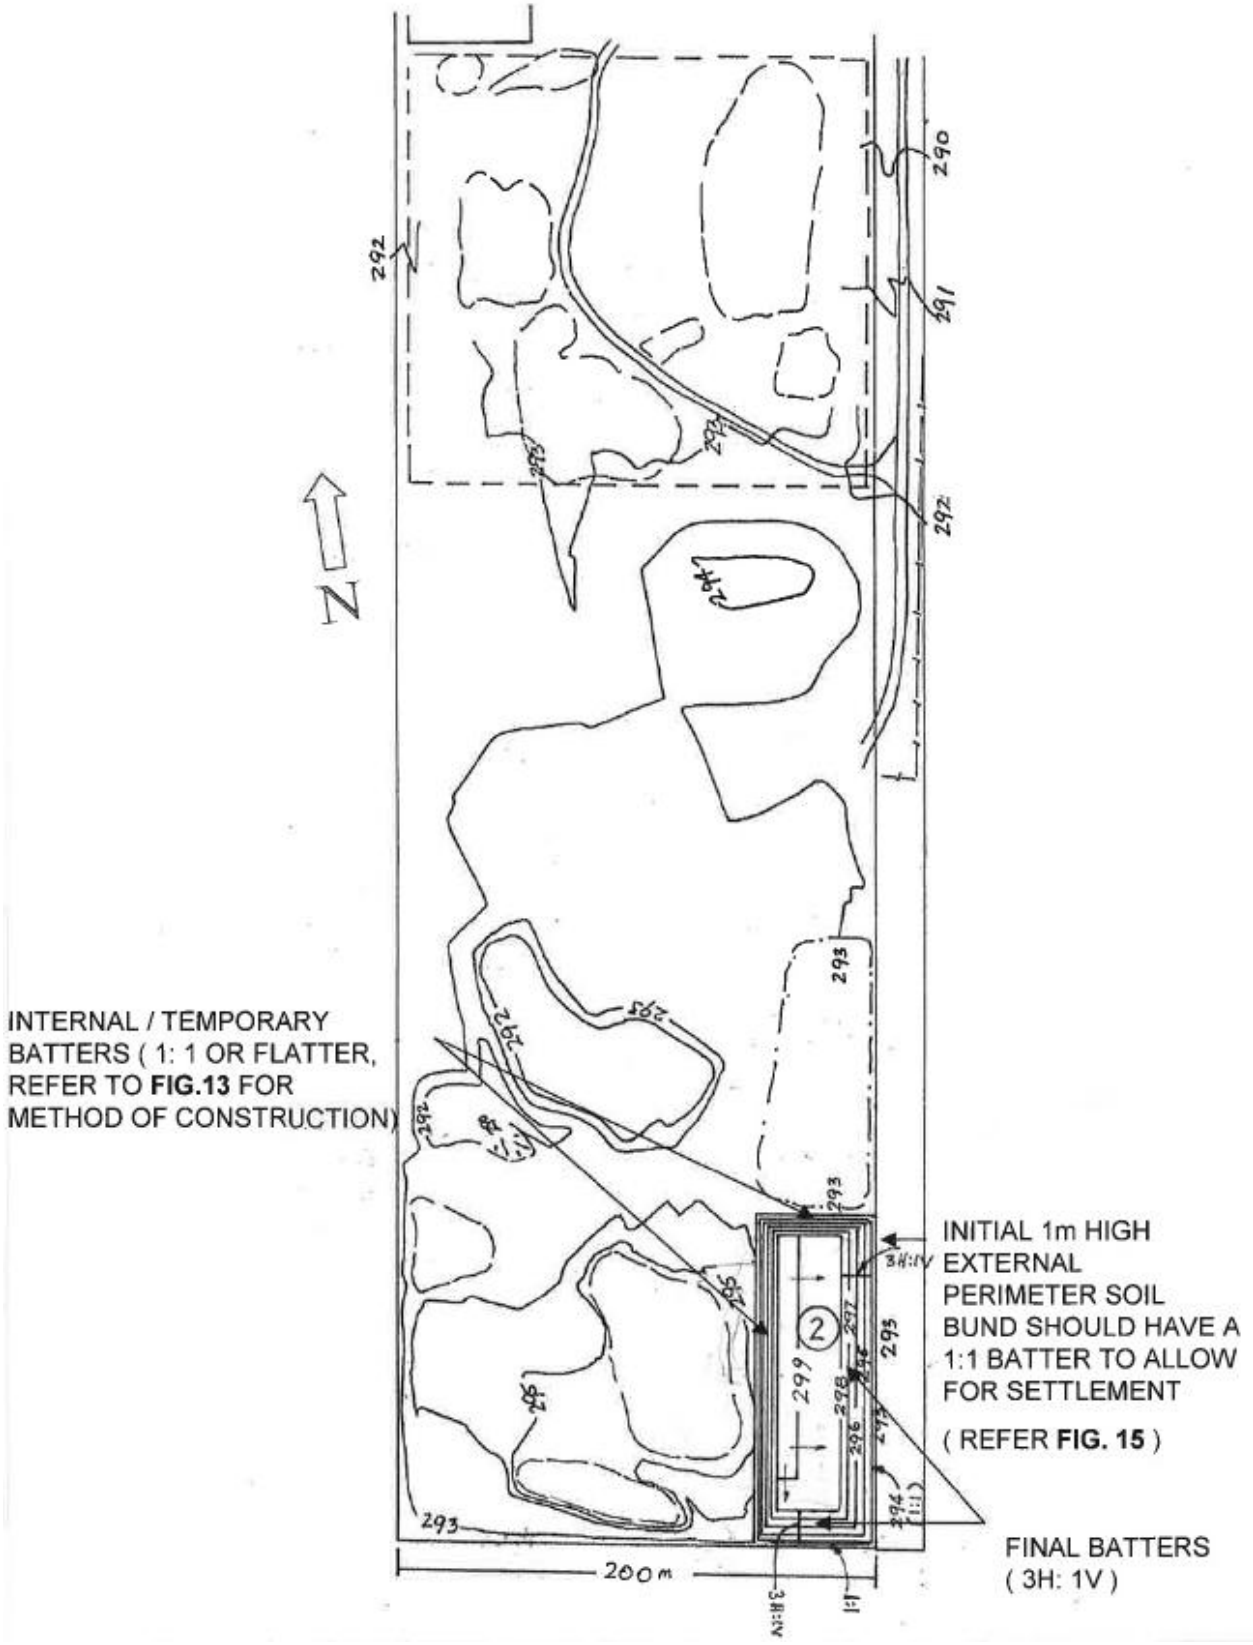 290
292
291
293
293
292
N
294
293
292
293
INTERNAL / TEMPORARY
BATTERS ( 1: 1 OR FLATTER,
REFER TO FIG.13 FOR
METHOD OF CONSTRUCTION)
292
293
INITIAL 1m HIGH
EXTERNAL
PERIMETER SOIL
BUND SHOULD HAVE A
1:1 BATTER TO ALLOW
FOR SETTLEMENT
( REFER FIG. 15 )
3H:1V
2
297
293
299
298
296
293
294
(1:1)
293
200m
3H:1V
1:1
FINAL BATTERS
( 3H: 1V )